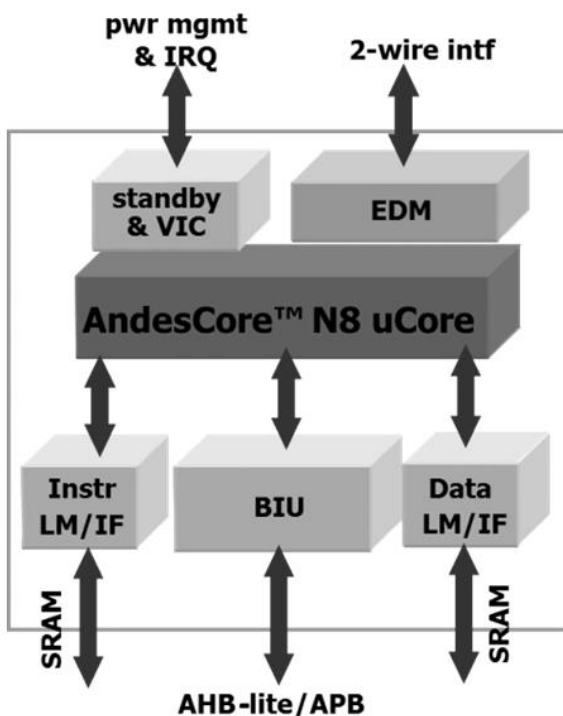 pwr mgmt
& IRQ
2-wire intf
standby
& VIC
EDM
AndesCore™ N8 uCore
Instr
LM/IF
BIU
Data
LM/IF
SRAM
SRAM
AHB-lite/APB